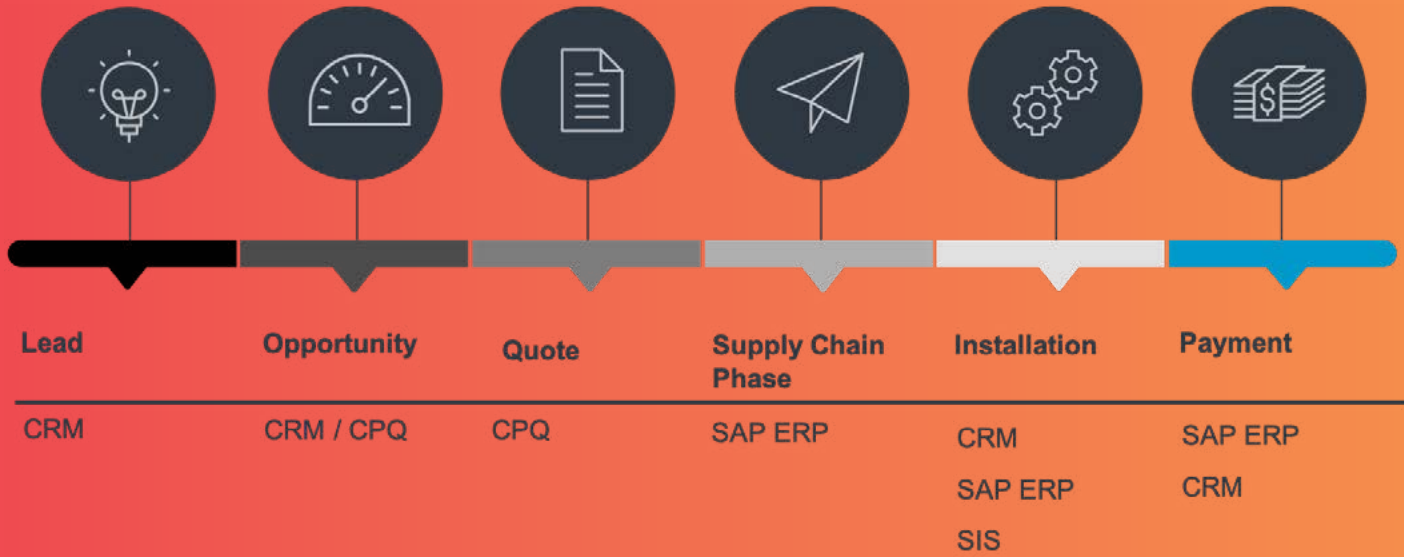 $
Lead
Opportunity
Quote
Supply Chain
Phase
Installation
Payment
CRM
CRM / CPQ
CPQ
SAP ERP
CRM
SAP ERP
SIS
SAP ERP
CRM